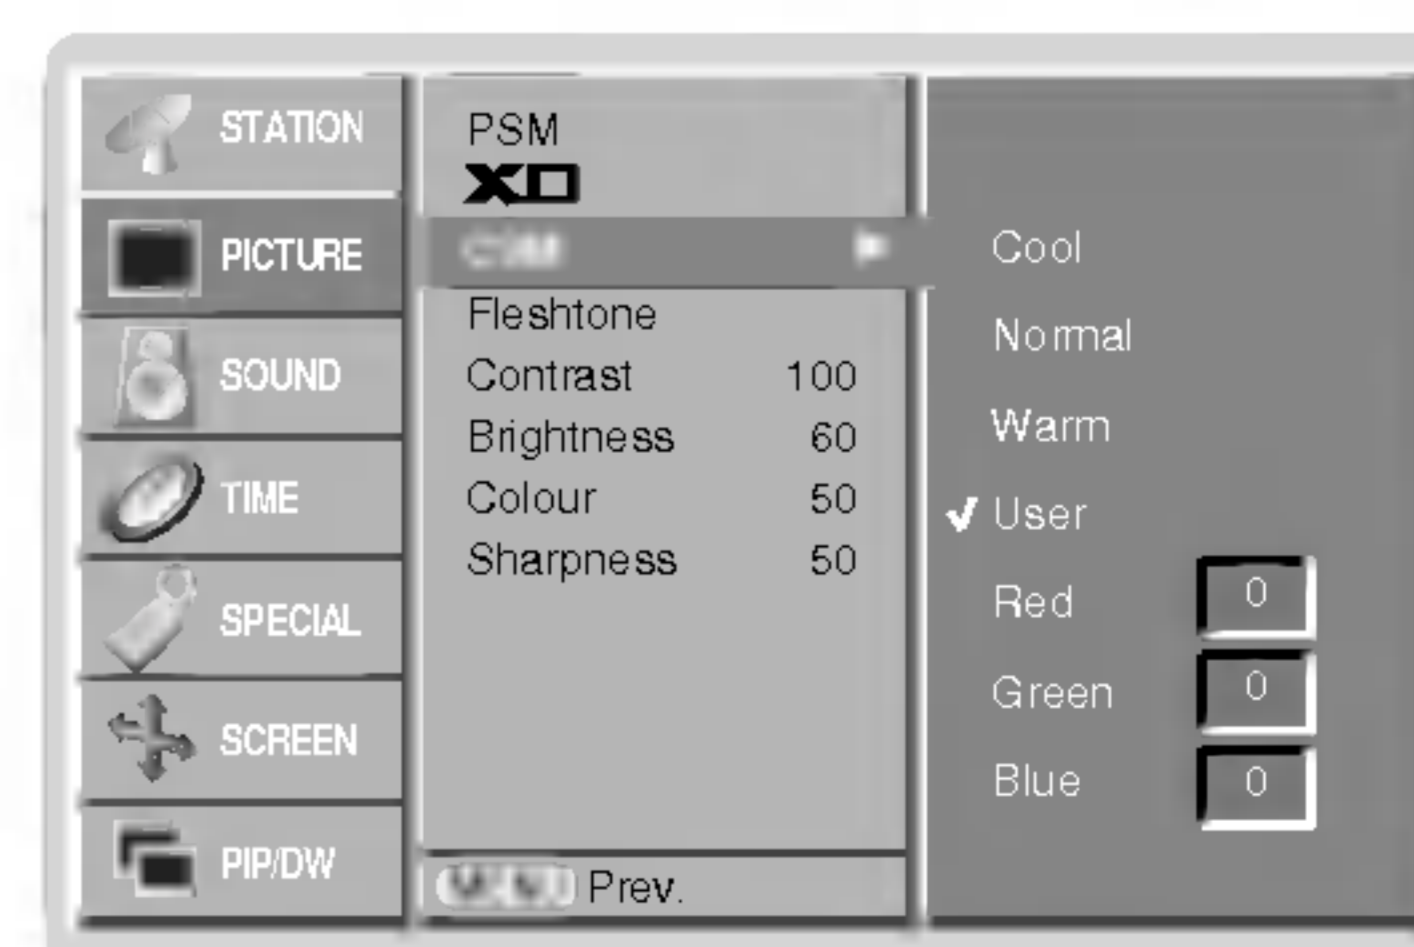 STATION
PICTURE
SOUND
TIME
SPECIAL
SCREEN
PIP/DW
PSM
XD
Fleshtone
Contrast 100
Brightness 60
Colour 50
Sharpness 50
Prev.
Cool
Normal
Warm
User
Red 0
Green 0
Blue 0